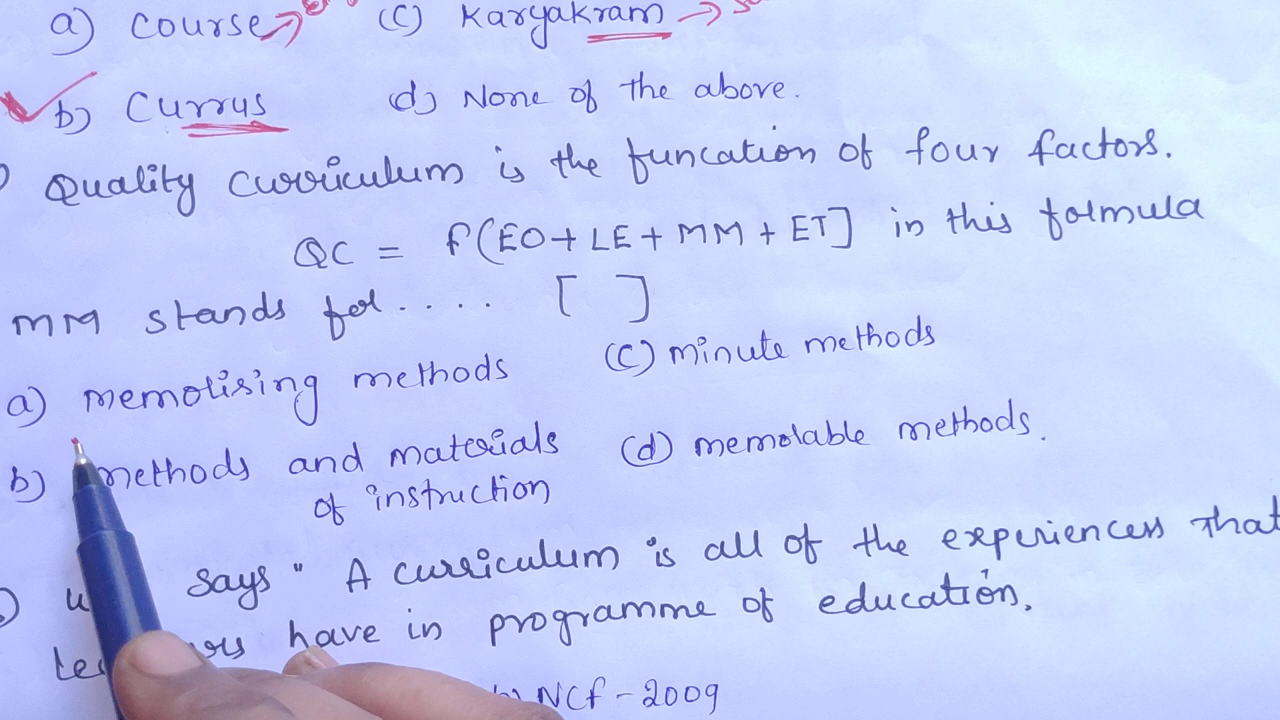 a) Course → (C) Karyakram →
b) Currus (d) None of the above.
Quality curriculum is the funcation of four factors.
QC = f(EO + LE + MM + ET] in this formula
MM stands for.... [ ]
a) memorising methods (C) minute methods
b) methods and materials (d) memorable methods.
of instruction
says " A curriculum is all of the experiences that
have in programme of education.
NCf - 2009